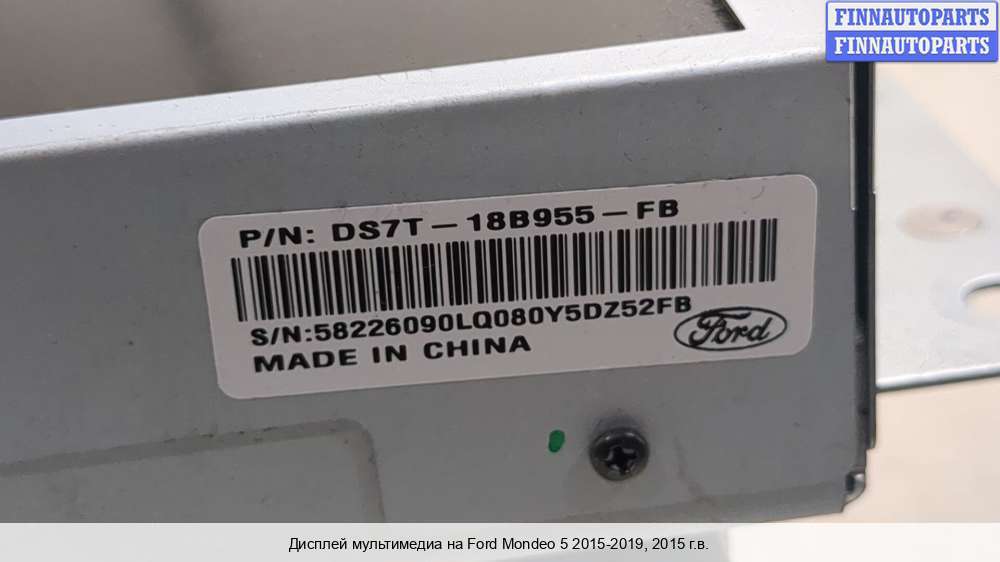 FINNAUTOPARTS
FINNAUTOPARTS
P/N: DS7T-18B955-FB
S/N:58226090LQ080Y5DZ52FB
Ford
MADE IN CHINA
Дисплей мультимедиа на Ford Mondeo 5 2015-2019, 2015 г.в.